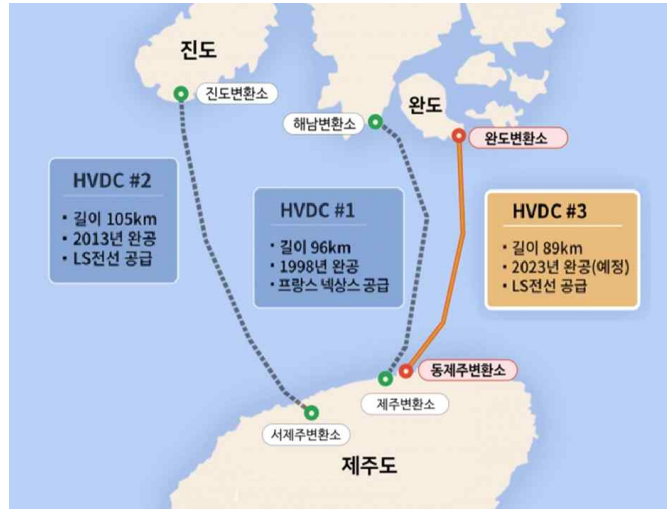 진도
진도변환소
완도
해남변환소
완도변환소
HVDC #2
• 길이 105km
• 2013년 완공
• LS전선 공급
HVDC #1
• 길이 96km
• 1998년 완공
• 프랑스 넥상스 공급
HVDC #3
• 길이 89km
• 2023년 완공(예정)
• LS전선 공급
동제주변환소
제주변환소
서제주변환소
제주도